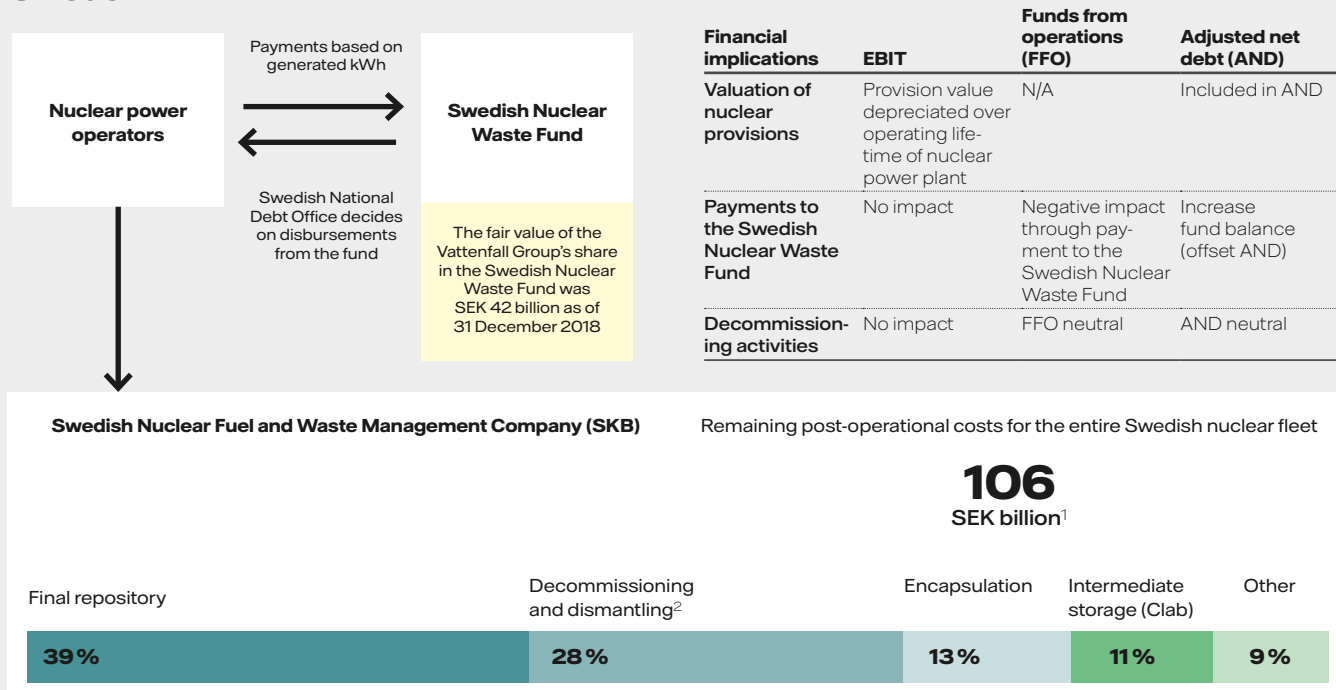 Payments based on
generated kWh
Nuclear power
operators
Swedish Nuclear
Waste Fund
Swedish National
Debt Office decides
on disbursements
from the fund
The fair value of the
Vattenfall Group's share
in the Swedish Nuclear
Waste Fund was
SEK 42 billion as of
31 December 2018
Financial
implications
EBIT
Funds from
operations
(FFO)
Adjusted net
debt (AND)
Valuation of
nuclear
provisions
Provision value
depreciated over
operating life-
time of nuclear
power plant
N/A
Included in AND
Payments to
the Swedish
Nuclear Waste
Fund
No impact
Negative impact
through pay-
ment to the
Swedish Nuclear
Waste Fund
Increase
fund balance
(offset AND)
Decommission-
ing activities
No impact
FFO neutral
AND neutral
Swedish Nuclear Fuel and Waste Management Company (SKB)
Remaining post-operational costs for the entire Swedish nuclear fleet
106
SEK billion¹
Final repository
Decommissioning
and dismantling²
Encapsulation
Intermediate
storage (Clab)
Other
39%
28%
13%
11%
9%